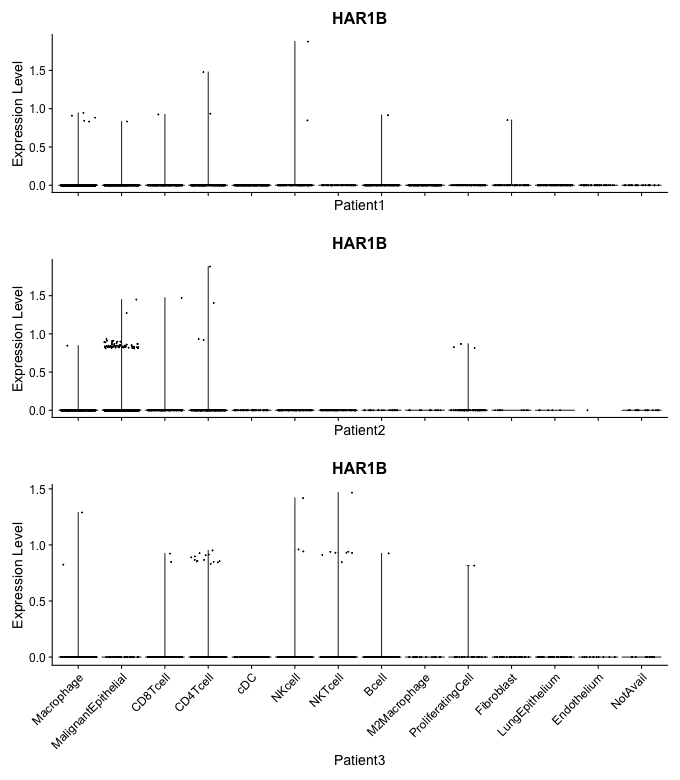 HAR1B
Expression Level
1.5
1.0
0.5
0.0
Patient1
HAR1B
Expression Level
1.5
1.0
0.5
0.0
Patient2
HAR1B
Expression Level
1.5
1.0
0.5
0.0
Macrophage
MalignantEpithelial
CD8Tcell
CD4Tcell
cDC
NKcell
NKTcell
Bcell
M2Macrophage
ProliferatingCell
Fibroblast
LungEpithelium
Endothelium
NotAvail
Patient3